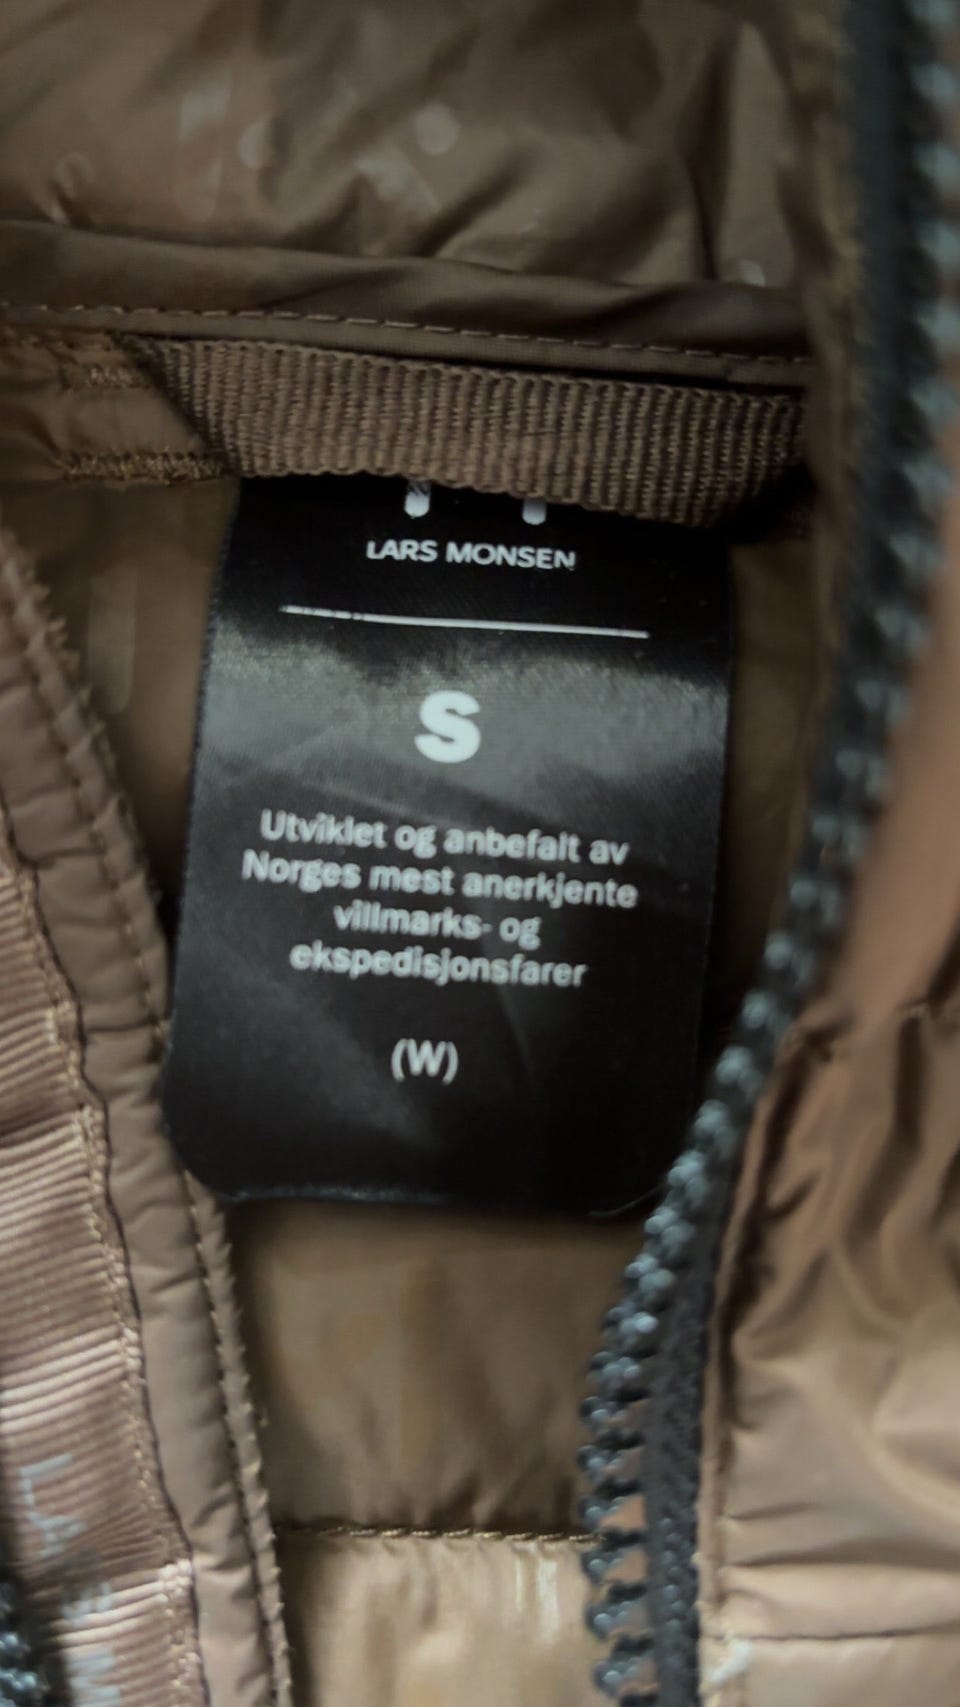 LARS MONSEN
S
Utviklet og anbefalt av
Norges mest anerkjente
villmarks- og
ekspedisjonsfarer
(W)